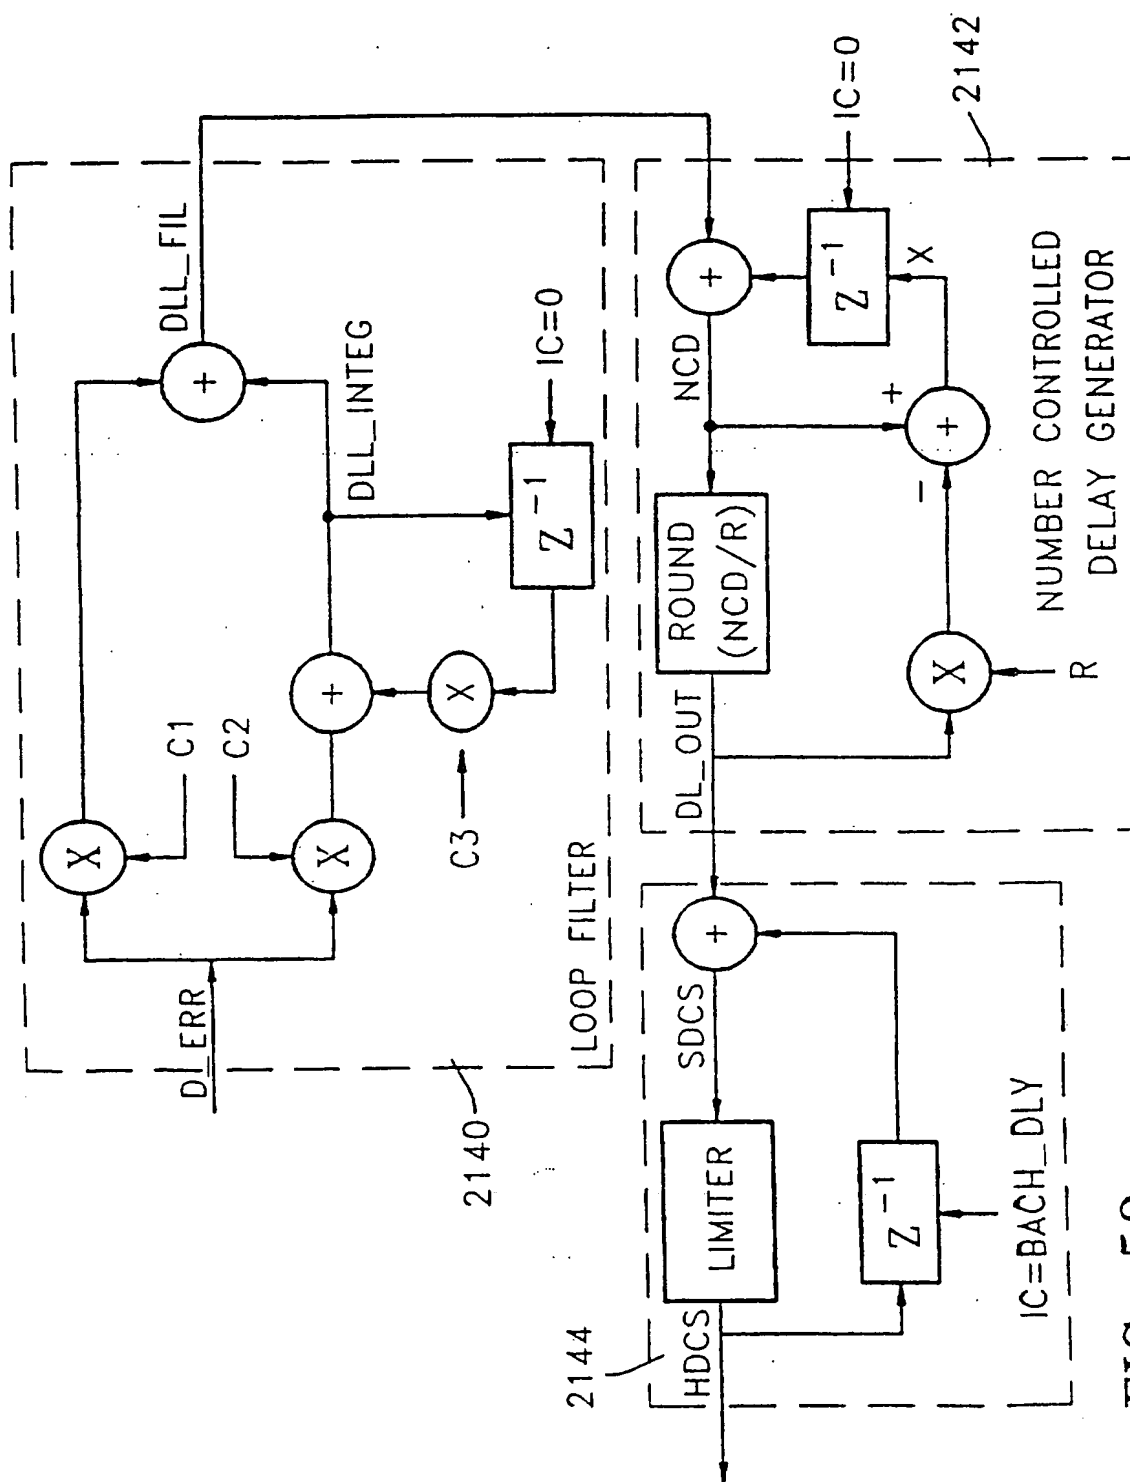 D_ERR
X
C1
C2
X
C3
X
+
DLL_INTEG
+
DLL_FIL
Z⁻¹
IC=0
LOOP FILTER
2140
+
NCD
ROUND
(NCD/R)
DL_OUT
Z⁻¹
IC=0
X
+
+
-
X
R
NUMBER CONTROLLED
DELAY GENERATOR
2142
+
SDCS
LIMITER
HDCS
Z⁻¹
IC=BACH_DLY
2144